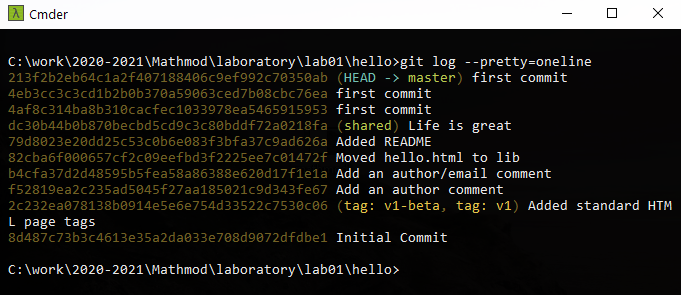 λ Cmder
C:\work\2020-2021\Mathmod\laboratory\lab01\hello>git log --pretty=oneline
213f2b2eb64c1a2f407188406c9ef992c70350ab (HEAD -> master) first commit
4eb3cc3c3cd1b2b0b370a59063ced7b08cbc76ea first commit
4af8c314ba8b310cacfec1033978ea5465915953 first commit
dc30b44b0b870becbd5cd9c3c80bddf72a0218fa (shared) Life is great
79d8023e20dd25c53c0b6e083f3bfa37c9ad626a Added README
82cba6f000657cf2c09eefbd3f2225ee7c01472f Moved hello.html to lib
b4cfa37d2d48595b5fea58a86388e620d17f1e1a Add an author/email comment
f52819ea2c235ad5045f27aa185021c9d343fe67 Add an author comment
2c232ea078138b0914e5e6e754d33522c7530c06 (tag: v1-beta, tag: v1) Added standard HTM
L page tags
8d487c73b3c4613e35a2da033e708d9072dfdbe1 Initial Commit
C:\work\2020-2021\Mathmod\laboratory\lab01\hello>